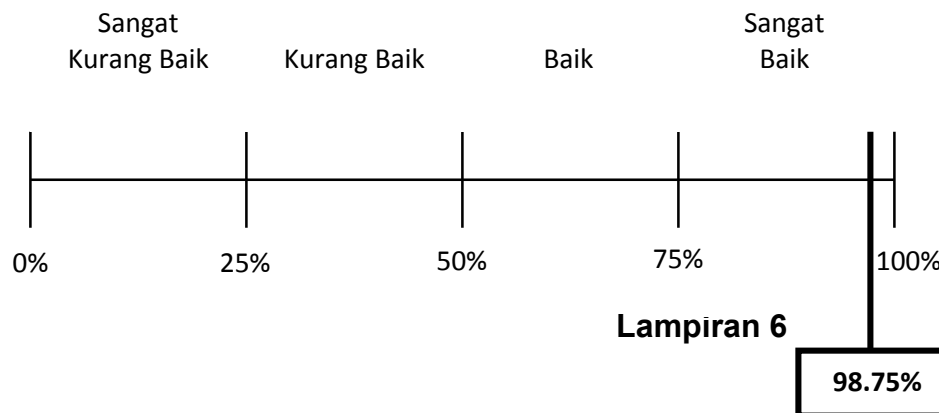 Sangat
Kurang Baik
Kurang Baik
Baik
Sangat
Baik
0%
25%
50%
75%
100%
Lampiran 6
98.75%